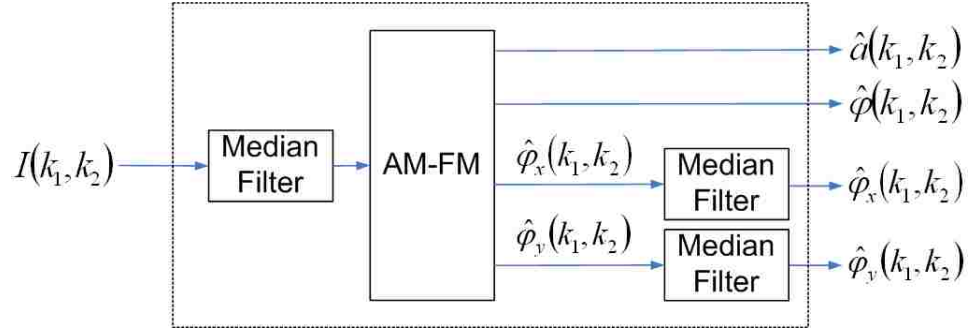 â(k₁,k₂)
φ̂(k₁,k₂)
I(k₁,k₂)
Median
Filter
AM-FM
φ̂ₓ(k₁,k₂)
Median
Filter
φ̂ₓ(k₁,k₂)
φ̂ᵧ(k₁,k₂)
Median
Filter
φ̂ᵧ(k₁,k₂)